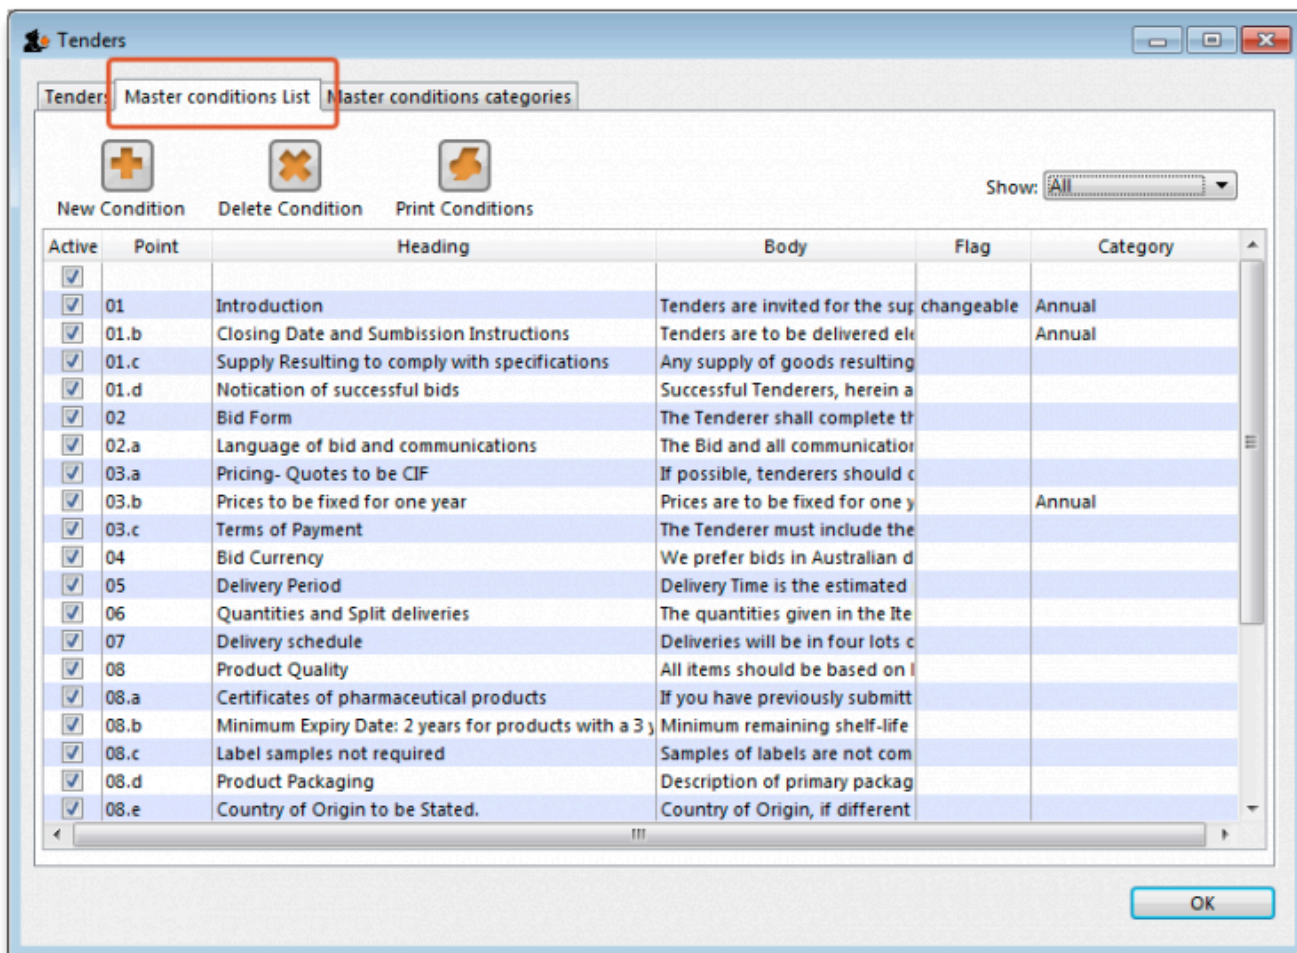 Tenders
Tenders Master conditions List Master conditions categories
New Condition Delete Condition Print Conditions
Show: All
Active Point Heading Body Flag Category
01 Introduction Tenders are invited for the sup changeable Annual
01.b Closing Date and Sumbission Instructions Tenders are to be delivered ele Annual
01.c Supply Resulting to comply with specifications Any supply of goods resulting
01.d Notication of successful bids Successful Tenderers, herein a
02 Bid Form The Tenderer shall complete th
02.a Language of bid and communications The Bid and all communication
03.a Pricing- Quotes to be CIF If possible, tenderers should c
03.b Prices to be fixed for one year Prices are to be fixed for one y Annual
03.c Terms of Payment The Tenderer must include the
04 Bid Currency We prefer bids in Australian d
05 Delivery Period Delivery Time is the estimated
06 Quantities and Split deliveries The quantities given in the Ite
07 Delivery schedule Deliveries will be in four lots c
08 Product Quality All items should be based on
08.a Certificates of pharmaceutical products If you have previously submitt
08.b Minimum Expiry Date: 2 years for products with a 3 y Minimum remaining shelf-life
08.c Label samples not required Samples of labels are not com
08.d Product Packaging Description of primary packag
08.e Country of Origin to be Stated. Country of Origin, if different
OK